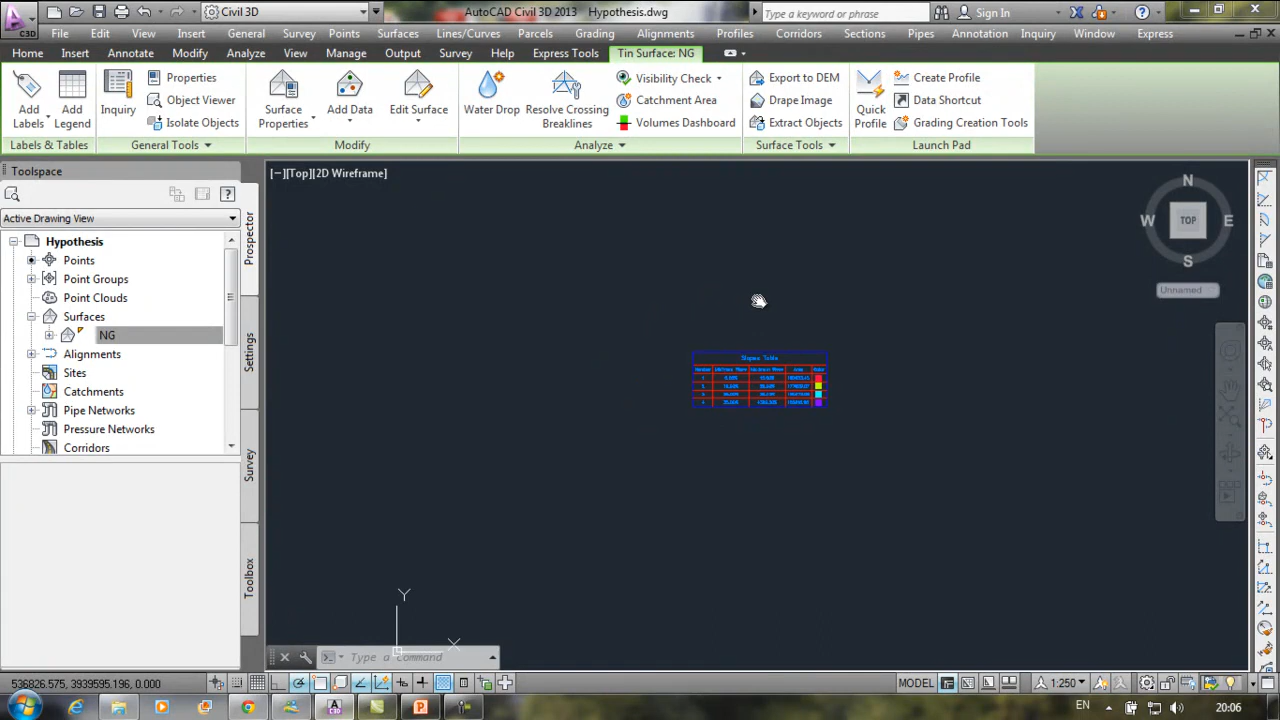 C3D Civil 3D AutoCAD Civil 3D 2013 Hypothesis.dwg Type a keyword or phrase Sign In
File Edit View Insert General Survey Points Surfaces Lines/Curves Parcels Grading Alignments Profiles Corridors Sections Pipes Annotation Inquiry Window Express
Home Insert Annotate Modify Analyze View Manage Output Survey Help Express Tools Tin Surface: NG
Add Labels Add Legend Inquiry Properties Object Viewer Isolate Objects
Surface Properties Add Data Edit Surface
Water Drop Resolve Crossing Breaklines Visibility Check Catchment Area Volumes Dashboard
Export to DEM Drape Image Extract Objects
Quick Profile Create Profile Data Shortcut Grading Creation Tools
Labels & Tables General Tools Modify Analyze Surface Tools Launch Pad
Toolspace
Active Drawing View
Hypothesis
Points
Point Groups
Point Clouds
Surfaces
NG
Alignments
Sites
Catchments
Pipe Networks
Pressure Networks
Corridors
Prospector
Settings
Survey
Toolbox
[−][Top][2D Wireframe]
N
W TOP E
S
Unnamed
Slopes Table
Y
X
Type a Command
536826.575, 3939595.196, 0.000 MODEL 1:250
EN 20:06